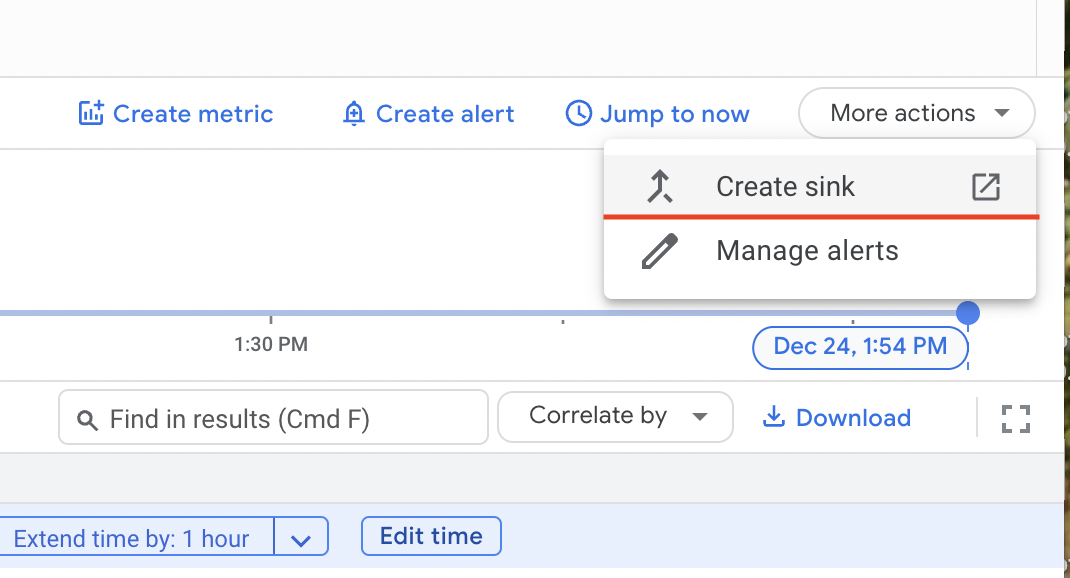 Create metric
Create alert
Jump to now
More actions
Create sink
Manage alerts
1:30 PM
Dec 24, 1:54 PM
Find in results (Cmd F)
Correlate by
Download
Extend time by: 1 hour
Edit time